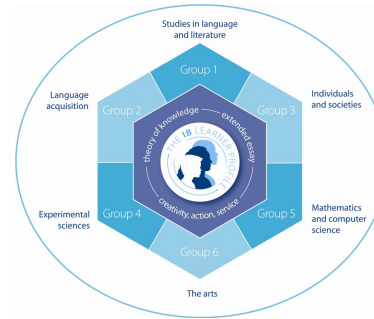 Studies in language
and literature
Group 1
Language
acquisition
Group 2
Individuals
and societies
Group 3
theory of knowledge
extended essay
THE IB LEARNER PROFILE
creativity, action, service
Experimental
sciences
Group 4
Mathematics
and computer
science
Group 5
Group 6
The arts